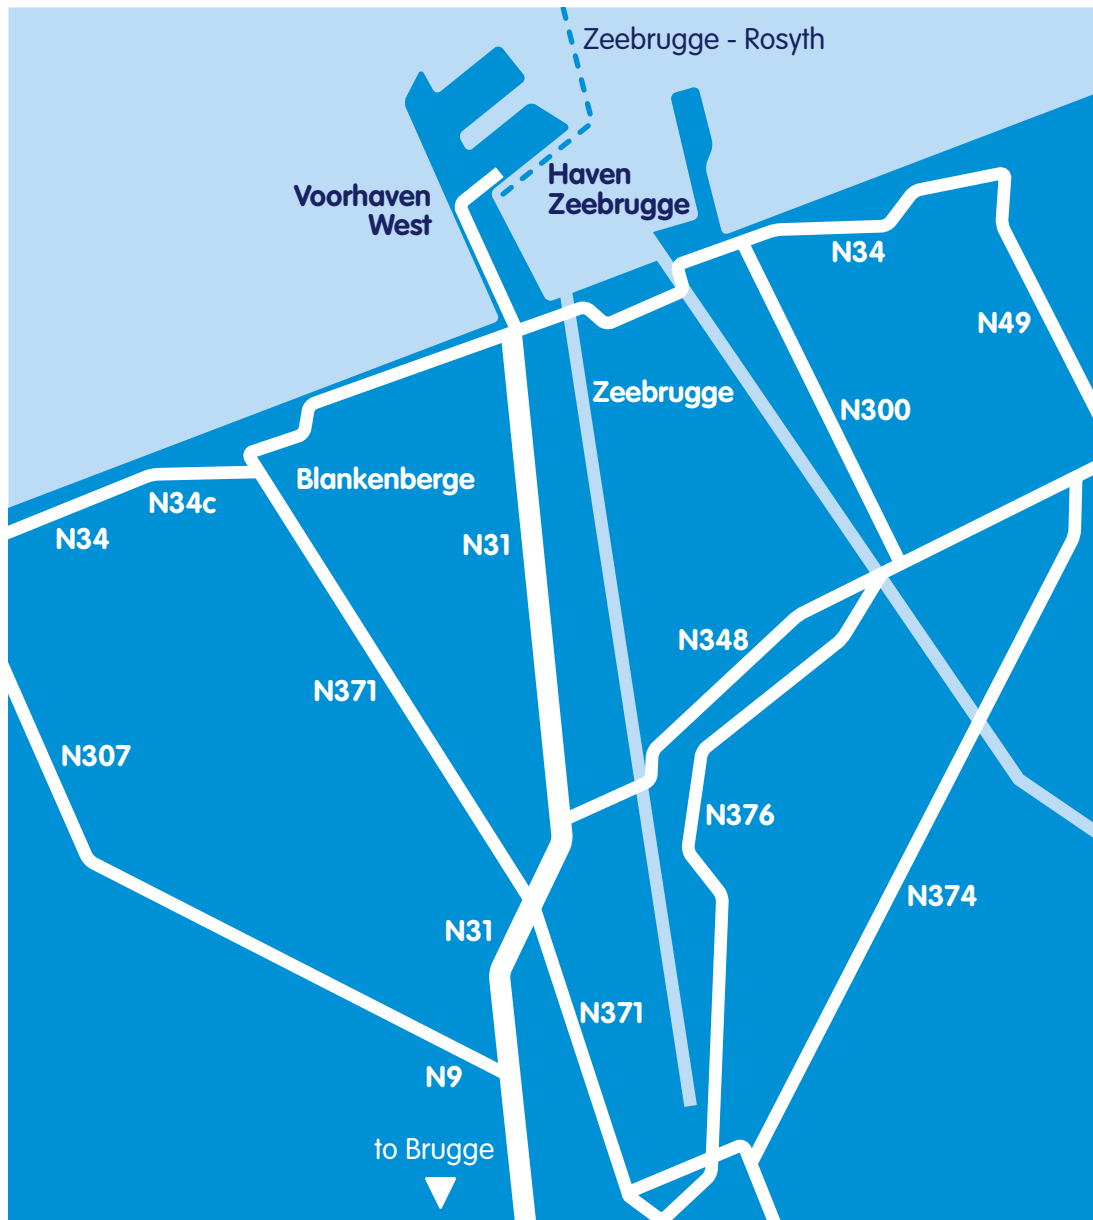 Zeebrugge - Rosyth
Haven
Zeebrugge
Voorhaven
West
N34
N49
Zeebrugge
N300
Blankenberge
N34c
N34
N31
N348
N371
N307
N376
N374
N31
N371
N9
to Brugge